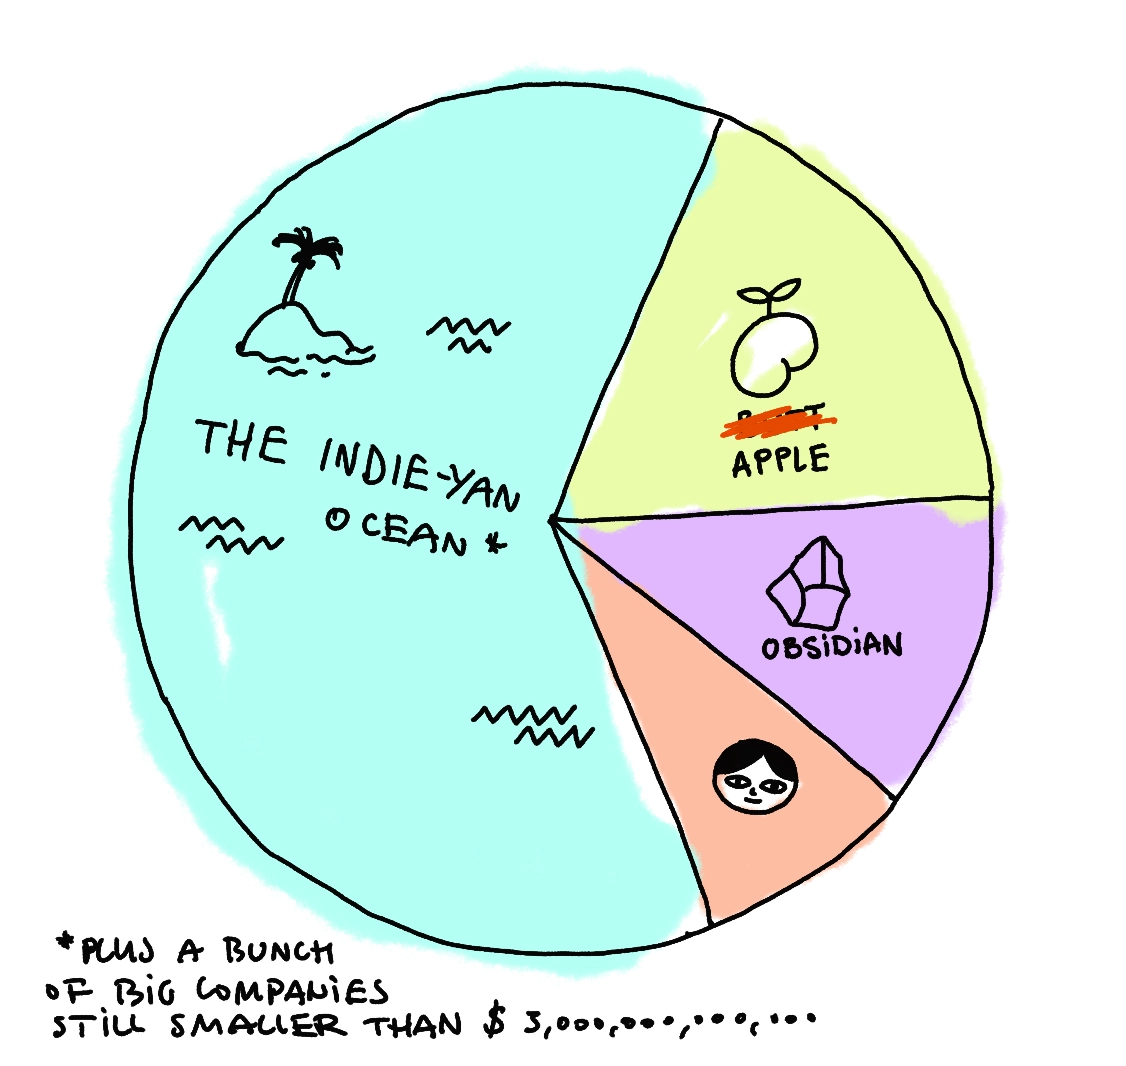 THE INDIE-YAN
OCEAN *
APPLE
OBSiDiAN
*PLUS A BUNCH
OF BIG COMPANiES
STiLL SMALLER THAN $ 3,000,000,000,000